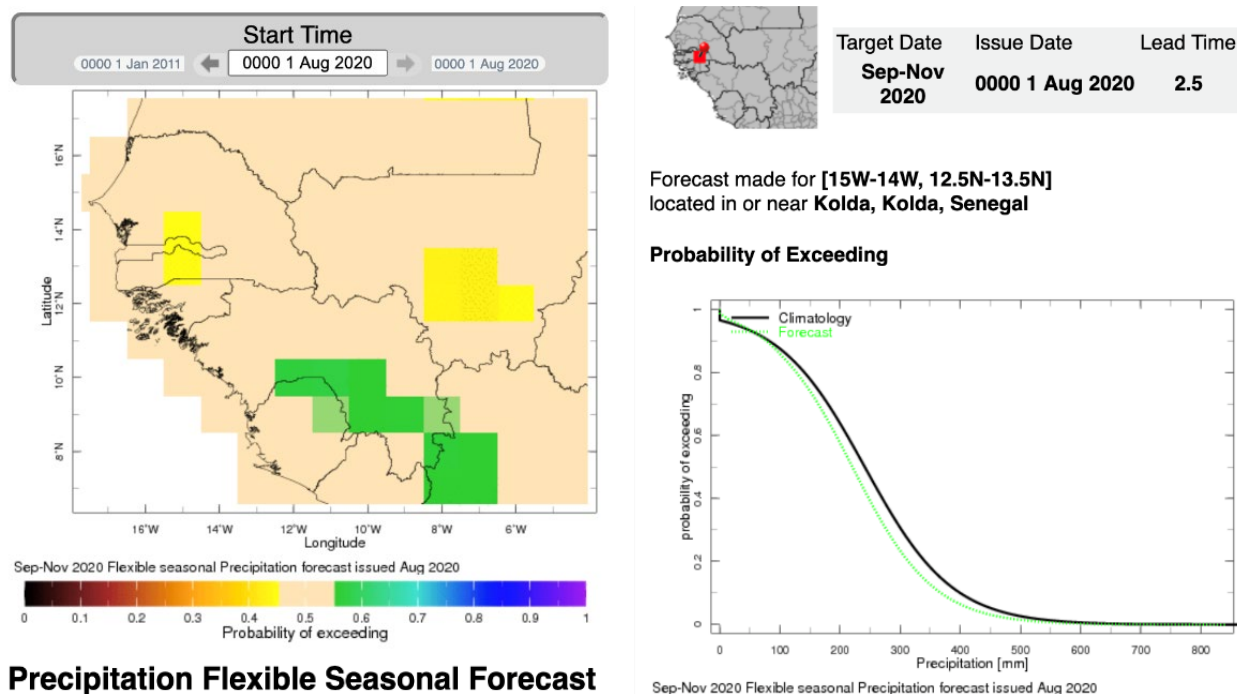 Start Time
0000 1 Jan 2011
0000 1 Aug 2020
0000 1 Aug 2020
16°N
14°N
12°N
10°N
8°N
Latitude
16°W
14°W
12°W
10°W
8°W
6°W
Longitude
Sep-Nov 2020 Flexible seasonal Precipitation forecast issued Aug 2020
0
0.1
0.2
0.3
0.4
0.5
0.6
0.7
0.8
0.9
1
Probability of exceeding
Precipitation Flexible Seasonal Forecast
Target Date Issue Date Lead Time
Sep-Nov 2020
0000 1 Aug 2020
2.5
Forecast made for [15W-14W, 12.5N-13.5N]
located in or near Kolda, Kolda, Senegal
Probability of Exceeding
Climatology
Forecast
1
0.8
0.6
0.4
0.2
0
probability of exceeding
0
100
200
300
400
500
600
700
800
Precipitation [mm]
Sep-Nov 2020 Flexible seasonal Precipitation forecast issued Aug 2020